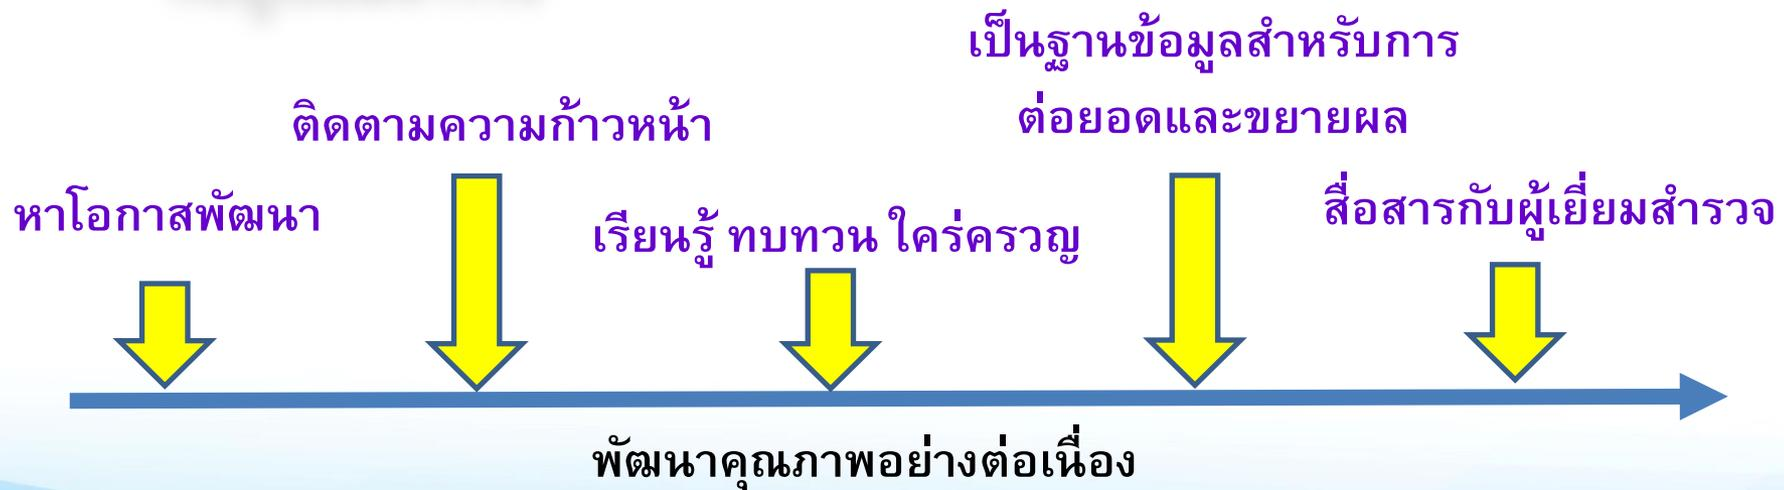 หาโอกาสพัฒนา
ติดตามความก้าวหน้า
เรียนรู้ ทบทวน ใคร่ครวญ
เป็นฐานข้อมูลสำหรับการ
ต่อยอดและขยายผล
สื่อสารกับผู้เยี่ยมสำรวจ
พัฒนาคุณภาพอย่างต่อเนื่อง